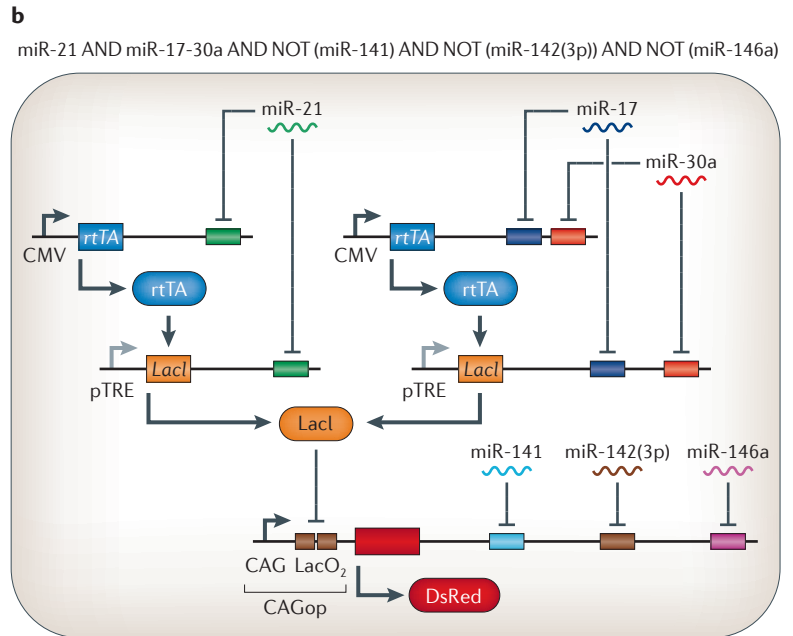 b
miR-21 AND miR-17-30a AND NOT (miR-141) AND NOT (miR-142(3p)) AND NOT (miR-146a)
miR-21
miR-17
miR-30a
rtTA
rtTA
CMV
CMV
rtTA
rtTA
LacI
LacI
pTRE
pTRE
LacI
miR-141
miR-142(3p)
miR-146a
CAG LacO2
DsRed
CAGop